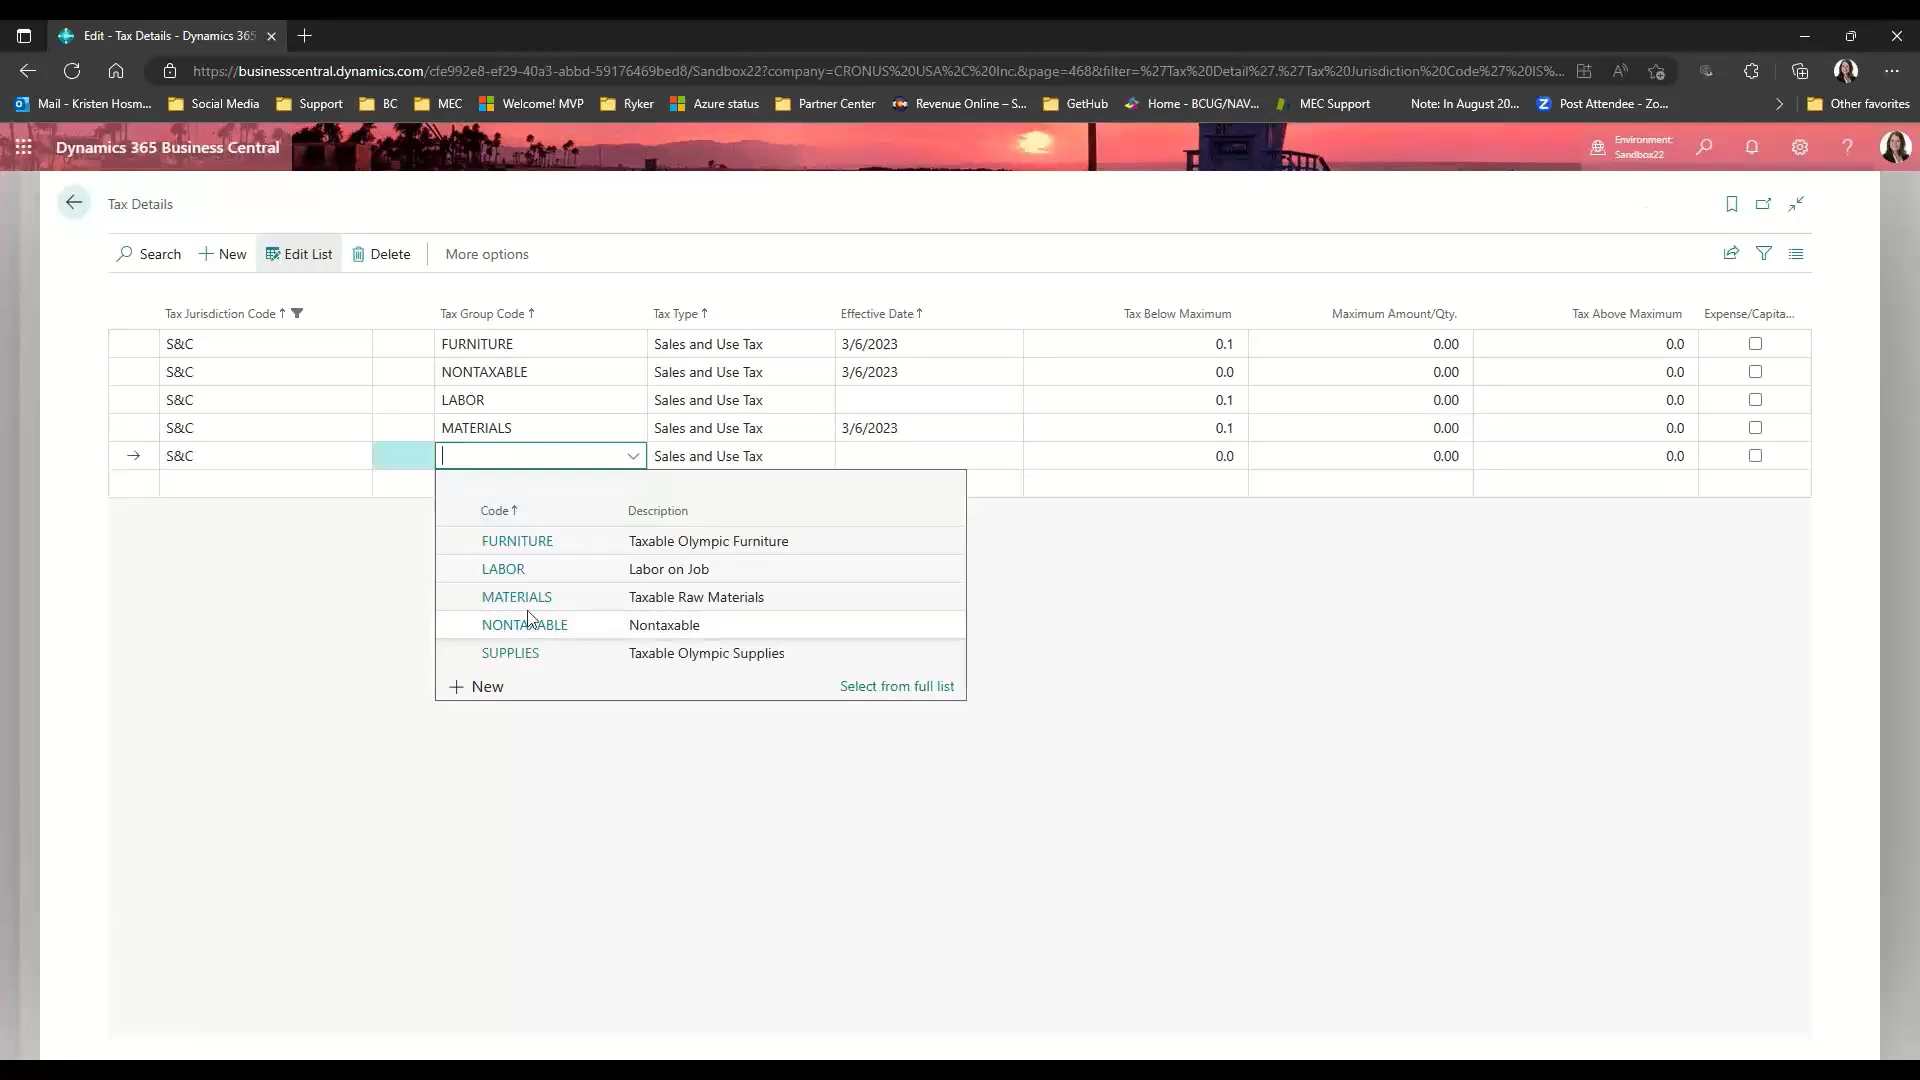 Edit - Tax Details - Dynamics 365
https://businesscentral.dynamics.com/cfe992e8-ef29-40a3-abbd-59176469bed8/Sandbox22?company=CRONUS%20USA%2C%20Inc.&page=468&filter=%27Tax%20Detail%27.%27Tax%20Jurisdiction%20Code%27%20IS%...
Mail - Kristen Hosm... Social Media Support BC MEC Welcome! MVP Ryker Azure status Partner Center Revenue Online – S... GetHub Home - BCUG/NAV... MEC Support Note: In August 20... Post Attendee - Zo... Other favorites
Dynamics 365 Business Central
Environment:
Sandbox22
Tax Details
Search New Edit List Delete More options
Tax Jurisdiction Code ↑ Tax Group Code ↑ Tax Type ↑ Effective Date ↑ Tax Below Maximum Maximum Amount/Qty. Tax Above Maximum Expense/Capita...
S&C FURNITURE Sales and Use Tax 3/6/2023 0.1 0.00 0.0
S&C NONTAXABLE Sales and Use Tax 3/6/2023 0.0 0.00 0.0
S&C LABOR Sales and Use Tax 0.1 0.00 0.0
S&C MATERIALS Sales and Use Tax 3/6/2023 0.1 0.00 0.0
S&C Sales and Use Tax 0.0 0.00 0.0
Code ↑ Description
FURNITURE Taxable Olympic Furniture
LABOR Labor on Job
MATERIALS Taxable Raw Materials
NONTAXABLE Nontaxable
SUPPLIES Taxable Olympic Supplies
New Select from full list